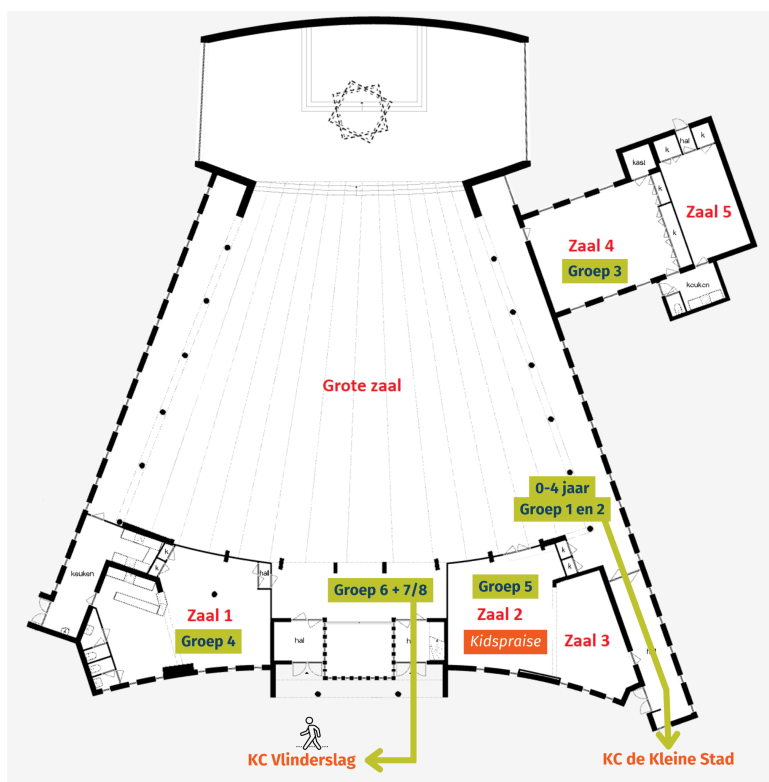 kast
k
hal
k
Zaal 5
k
k
Zaal 4
Groep 3
keuken
Grote zaal
0-4 jaar
Groep 1 en 2
k
k
k
k
keuken
hal
Groep 6 + 7/8
Groep 5
Zaal 1
Groep 4
Zaal 2
Kidspraise
Zaal 3
hal
KC Vlinderslag
KC de Kleine Stad